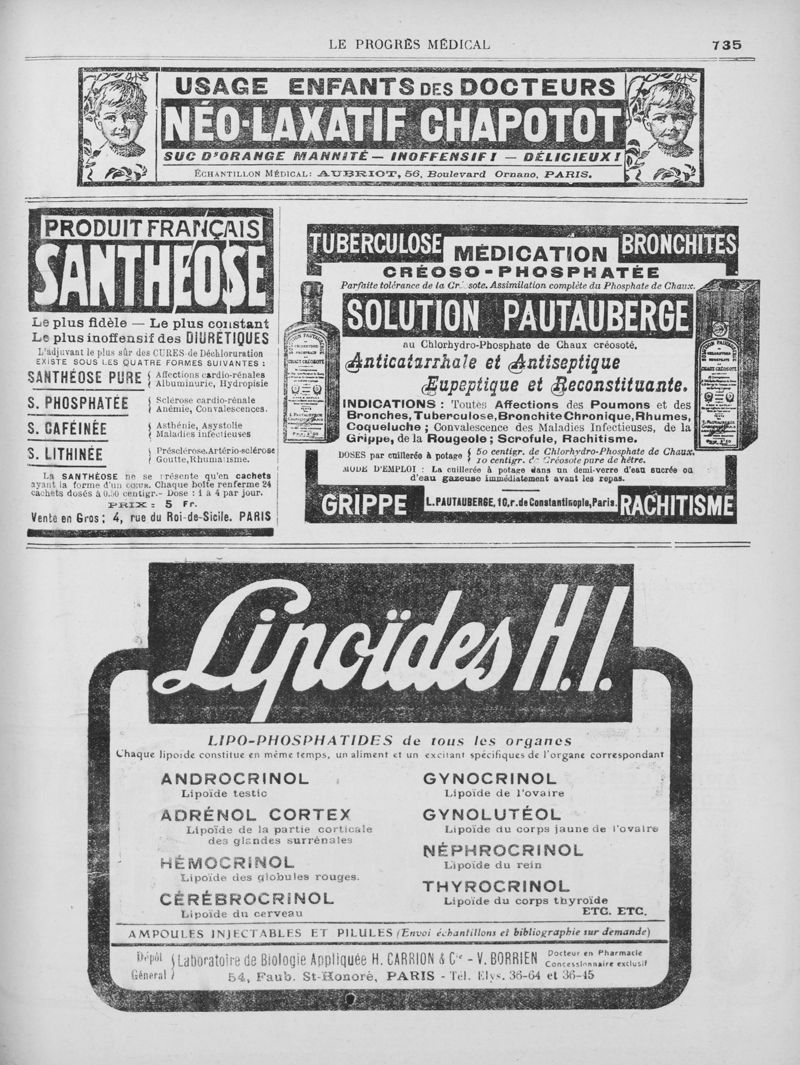 LE PROGRÈS MÉDICAL 735
USAGE ENFANTS DES DOCTEURS
NÉO-LAXATIF CHAPOTOT
SUC D'ORANGE MANNITÉ — INOFFENSIF! — DÉLICIEUX!
ÉCHANTILLON MÉDICAL: AUBRIOT, 56, Boulevard Ornano, PARIS.
PRODUIT FRANÇAIS
SANTHÉOSE
Le plus fidèle — Le plus constant
Le plus inoffensif des DIURÉTIQUES
L'adjuvant le plus sûr des CURES de Déchloruration
EXISTE SOUS LES QUATRE FORMES SUIVANTES :
SANTHÉOSE PURE { Affections cardio-rénales
Albuminurie, Hydropisie
S. PHOSPHATÉE { Sclérose cardio-rénale
Anémie, Convalescences.
S. CAFÉINÉE { Asthénie, Asystolie
Maladies infectieuses
S. LITHINÉE { Présclérose, Artério-sclérose
Goutte, Rhumatisme.
La SANTHÉOSE ne se présente qu'en cachets
ayant la forme d'un cœur. Chaque boîte renferme 24
cachets dosés à 0.50 centigr. - Dose : 1 à 4 par jour.
PRIX : 5 Fr.
Vente en Gros : 4, rue du Roi-de-Sicile. PARIS
TUBERCULOSE MÉDICATION BRONCHITES
CRÉOSO-PHOSPHATÉE
Parfaite tolérance de la Créosote. Assimilation complète du Phosphate de Chaux.
SOLUTION PAUTAUBERGE
au Chlorhydro-Phosphate de Chaux créosoté.
Anticatarrhale et Antiseptique
Eupeptique et Reconstituante.
INDICATIONS : Toutes Affections des Poumons et des
Bronches, Tuberculose, Bronchite Chronique, Rhumes,
Coqueluche ; Convalescence des Maladies Infectieuses, de la
Grippe, de la Rougeole ; Scrofule, Rachitisme.
DOSES par cuillerée à potage { 50 centigr. de Chlorhydro-Phosphate de Chaux.
10 centigr. de Créosote pure de hêtre.
MODE D'EMPLOI : La cuillerée à potage dans un demi-verre d'eau sucrée ou
d'eau gazeuse immédiatement avant les repas.
GRIPPE L. PAUTAUBERGE, 10, r. de Constantinople, Paris. RACHITISME
Lipoïdes H.I.
LIPO-PHOSPHATIDES de tous les organes
Chaque lipoïde constitue en même temps, un aliment et un excitant spécifiques de l'organe correspondant
ANDROCRINOL
Lipoïde testic
ADRÉNOL CORTEX
Lipoïde de la partie corticale
des glandes surrénales
HÉMOCRINOL
Lipoïde des globules rouges.
CÉRÉBROCRINOL
Lipoïde du cerveau
GYNOCRINOL
Lipoïde de l'ovaire
GYNOLUTÉOL
Lipoïde du corps jaune de l'ovaire
NÉPHROCRINOL
Lipoïde du rein
THYROCRINOL
Lipoïde du corps thyroïde
ETC. ETC.
AMPOULES INJECTABLES ET PILULES (Envoi échantillons et bibliographie sur demande)
Dépôt Général { Laboratoire de Biologie Appliquée H. CARRION & Cie - V. BORRIEN Docteur en Pharmacie Concessionnaire exclusif
54, Faub. St-Honoré, PARIS - Tél. Elys. 36-64 et 36-45